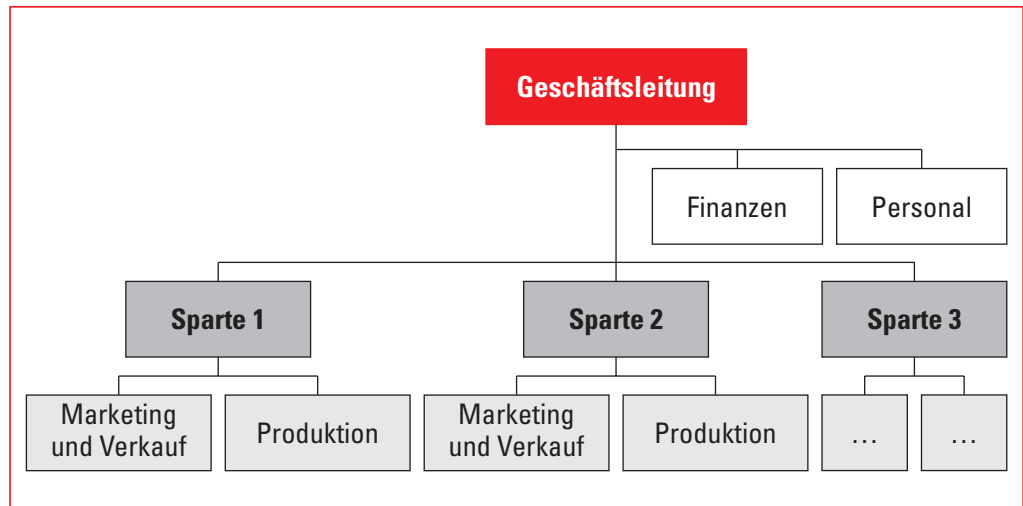 Geschäftsleitung
Finanzen
Personal
Sparte 1
Sparte 2
Sparte 3
Marketing
und Verkauf
Produktion
Marketing
und Verkauf
Produktion
...
...